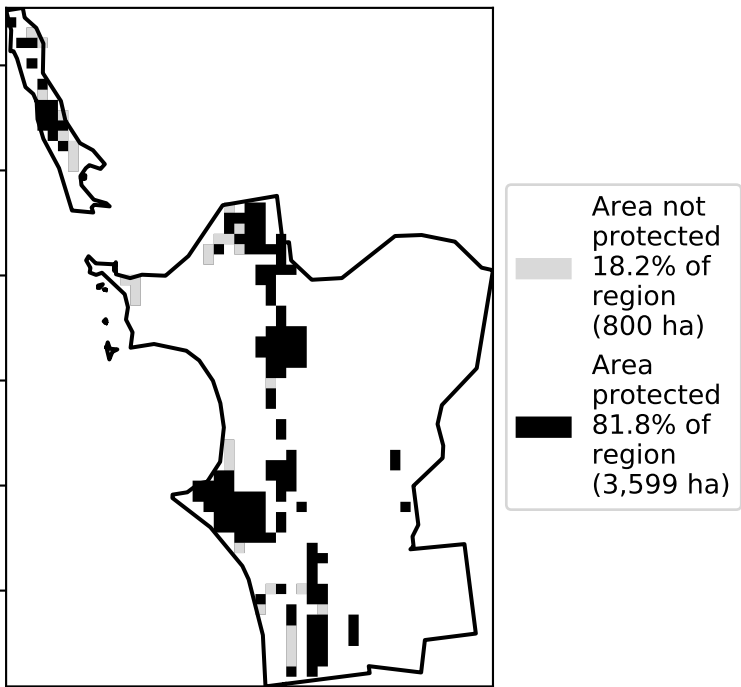 Area not
protected
18.2% of
region
(800 ha)
Area
protected
81.8% of
region
(3,599 ha)